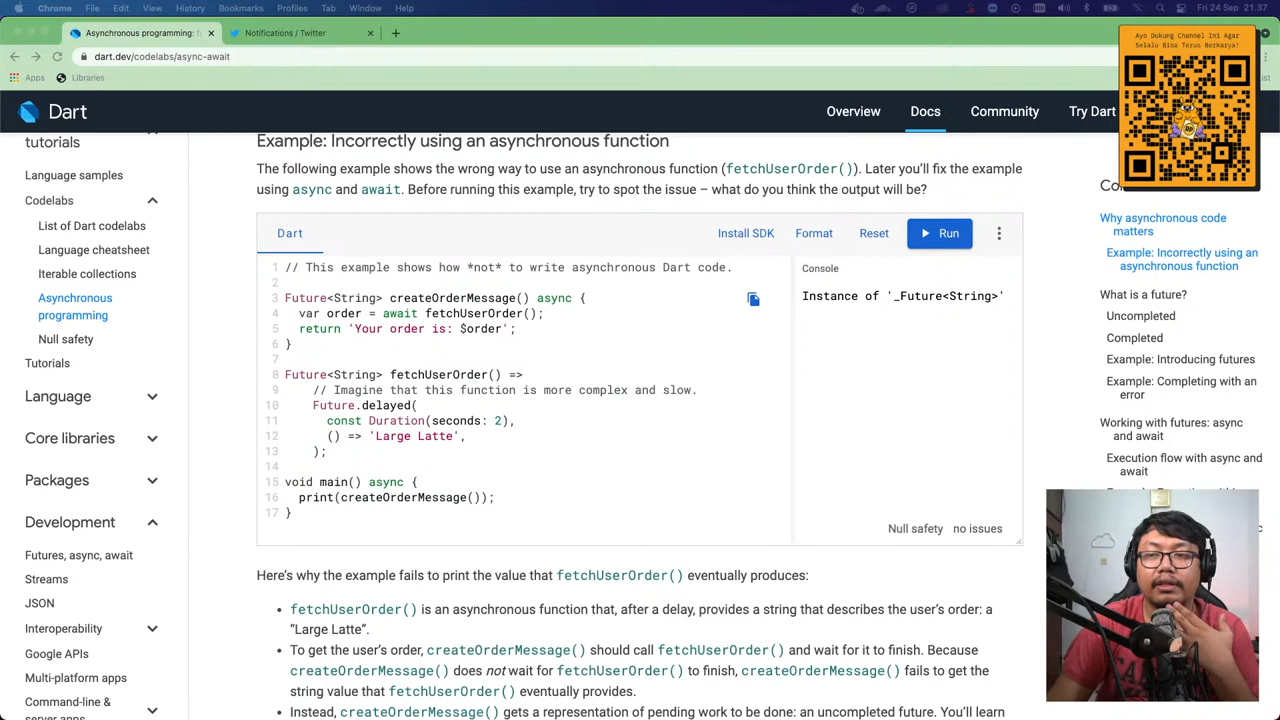 Chrome File Edit View History Bookmarks Profiles Tab Window Help
Fri 24 Sep 21.37
Asynchronous programming: f
Notifications / Twitter
dart.dev/codelabs/async-await
Apps
Libraries
Ayo Dukung Channel Ini Agar
Selalu Bisa Terus Berkarya!
Dart
Overview
Docs
Community
Try Dart
tutorials
Language samples
Codelabs
List of Dart codelabs
Language cheatsheet
Iterable collections
Asynchronous
programming
Null safety
Tutorials
Language
Core libraries
Packages
Development
Futures, async, await
Streams
JSON
Interoperability
Google APIs
Multi-platform apps
Command-line &
server apps
Example: Incorrectly using an asynchronous function
The following example shows the wrong way to use an asynchronous function (fetchUserOrder()). Later you'll fix the example
using async and await. Before running this example, try to spot the issue – what do you think the output will be?
Dart
Install SDK
Format
Reset
Run
1 // This example shows how *not* to write asynchronous Dart code.
2
3 Future<String> createOrderMessage() async {
4 var order = await fetchUserOrder();
5 return 'Your order is: $order';
6 }
7
8 Future<String> fetchUserOrder() =>
9 // Imagine that this function is more complex and slow.
10 Future.delayed(
11 const Duration(seconds: 2),
12 () => 'Large Latte',
13 );
14
15 void main() async {
16 print(createOrderMessage());
17 }
Console
Instance of '_Future<String>'
Null safety no issues
Here's why the example fails to print the value that fetchUserOrder() eventually produces:
• fetchUserOrder() is an asynchronous function that, after a delay, provides a string that describes the user's order: a
"Large Latte".
• To get the user's order, createOrderMessage() should call fetchUserOrder() and wait for it to finish. Because
createOrderMessage() does not wait for fetchUserOrder() to finish, createOrderMessage() fails to get the
string value that fetchUserOrder() eventually provides.
• Instead, createOrderMessage() gets a representation of pending work to be done: an uncompleted future. You'll learn
Co
Why asynchronous code
matters
Example: Incorrectly using an
asynchronous function
What is a future?
Uncompleted
Completed
Example: Introducing futures
Example: Completing with an
error
Working with futures: async
and await
Execution flow with async and
await